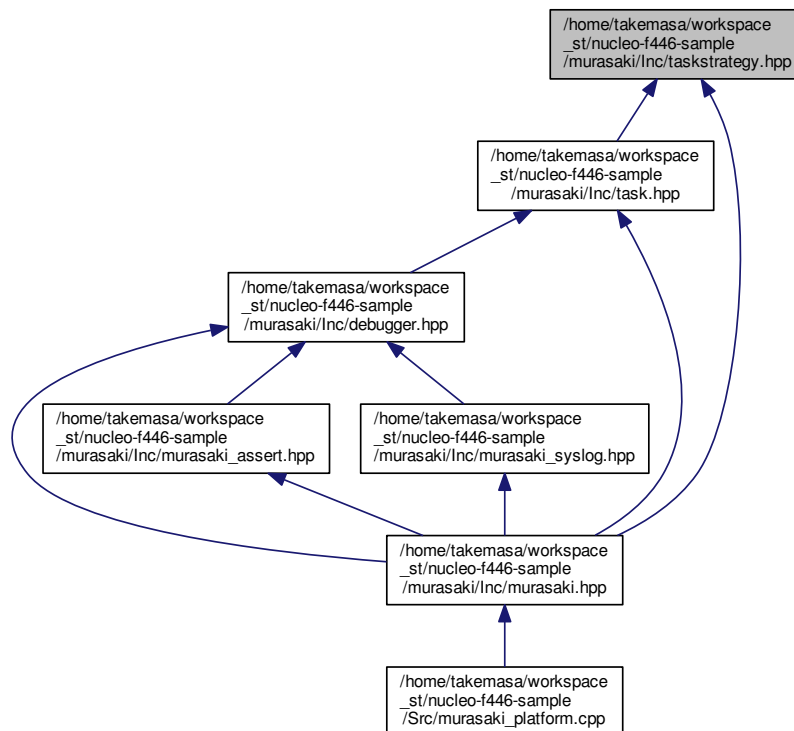 /home/takemasa/workspace
_st/nucleo-f446-sample
/murasaki/Inc/taskstrategy.hpp
/home/takemasa/workspace
_st/nucleo-f446-sample
/murasaki/Inc/task.hpp
/home/takemasa/workspace
_st/nucleo-f446-sample
/murasaki/Inc/debugger.hpp
/home/takemasa/workspace
_st/nucleo-f446-sample
/murasaki/Inc/murasaki_assert.hpp
/home/takemasa/workspace
_st/nucleo-f446-sample
/murasaki/Inc/murasaki_syslog.hpp
/home/takemasa/workspace
_st/nucleo-f446-sample
/murasaki/Inc/murasaki.hpp
/home/takemasa/workspace
_st/nucleo-f446-sample
/Src/murasaki_platform.cpp